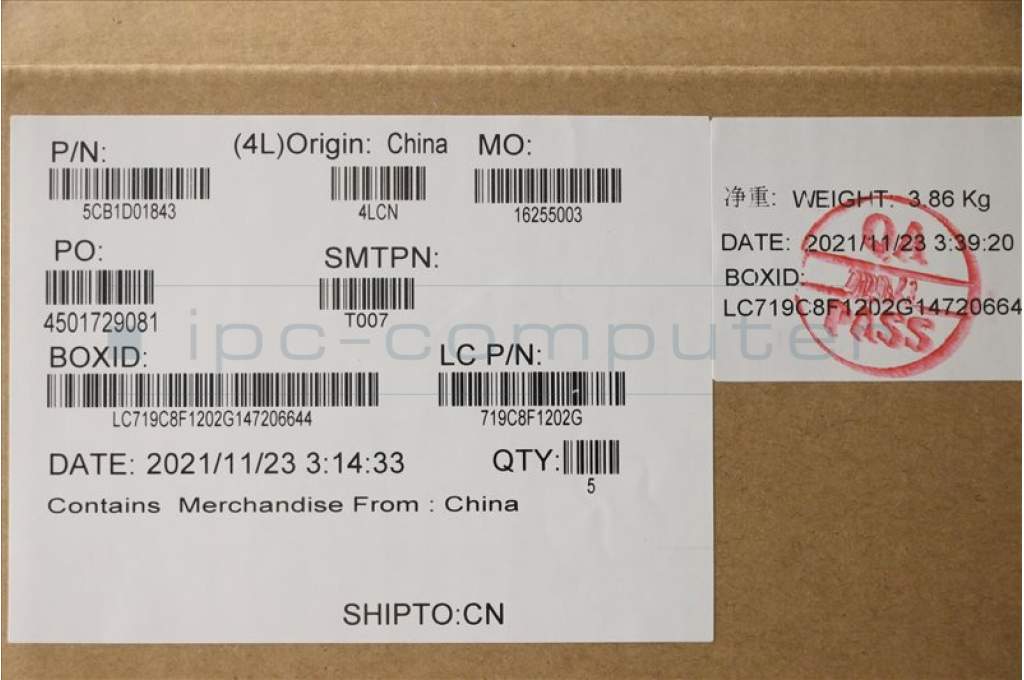 P/N:
5CB1D01843
(4L)Origin: China
4LCN
MO:
16255003
PO:
4501729081
SMTPN:
T007
BOXID:
LC719C8F1202G147206644
LC P/N:
719C8F1202G
DATE: 2021/11/23 3:14:33
QTY:
5
Contains Merchandise From : China
SHIPTO:CN
净重: WEIGHT: 3.86 Kg
DATE: 2021/11/23 3:39:20
BOXID:
LC719C8F1202G147206644
QA
PASS
ipc-computer